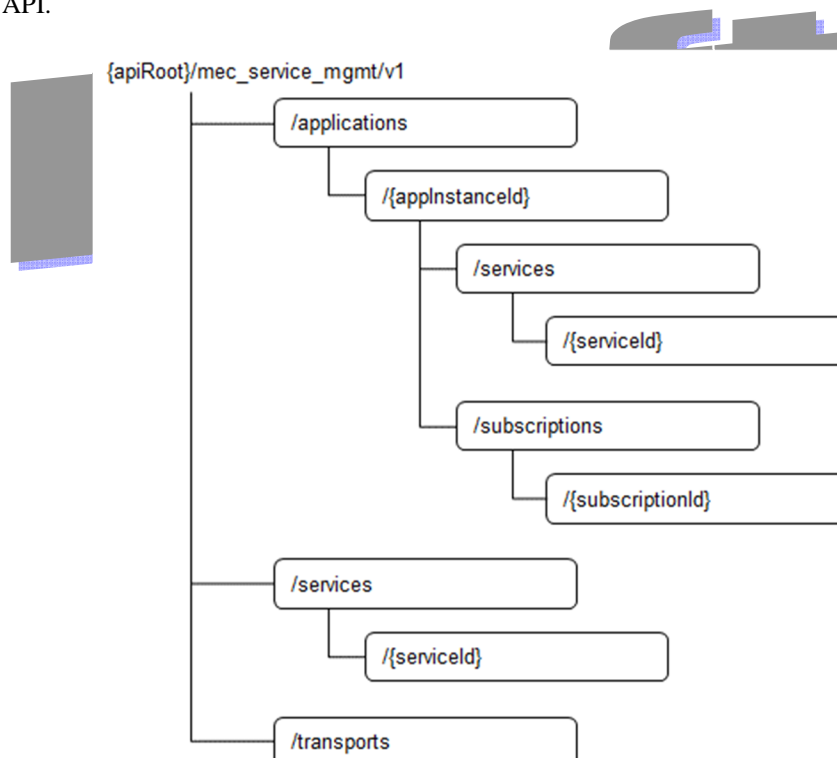 API.
{apiRoot}/mec_service_mgmt/v1
/applications
/{appInstanceId}
/services
/{serviceId}
/subscriptions
/{subscriptionId}
/services
/{serviceId}
/transports